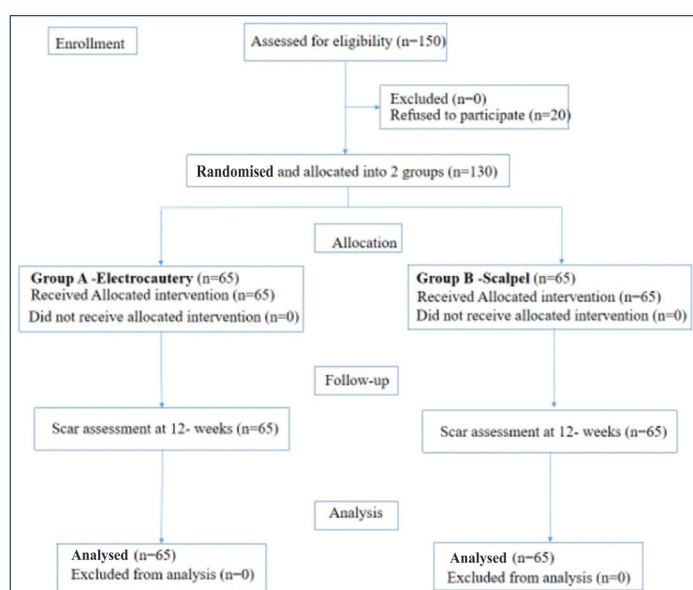 Enrollment
Assessed for eligibility (n=150)
Excluded (n=0)
Refused to participate (n=20)
Randomised and allocated into 2 groups (n=130)
Allocation
Group A -Electrocautery (n=65)
Received Allocated intervention (n=65)
Did not receive allocated intervention (n=0)
Group B -Scalpel (n=65)
Received Allocated intervention (n=65)
Did not receive allocated intervention (n=0)
Follow-up
Scar assessment at 12- weeks (n=65)
Scar assessment at 12- weeks (n=65)
Analysis
Analysed (n=65)
Excluded from analysis (n=0)
Analysed (n=65)
Excluded from analysis (n=0)